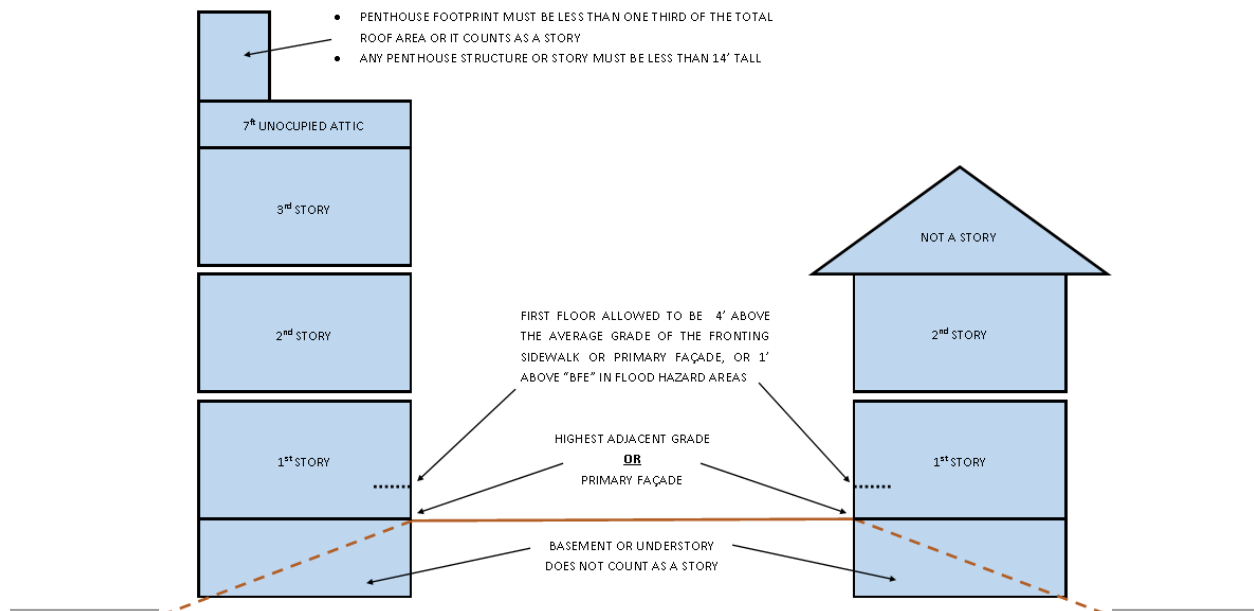 • PENTHOUSE FOOTPRINT MUST BE LESS THAN ONE THIRD OF THE TOTAL
ROOF AREA OR IT COUNTS AS A STORY
• ANY PENTHOUSE STRUCTURE OR STORY MUST BE LESS THAN 14’ TALL
7ft UNOCUPIED ATTIC
3rd STORY
NOT A STORY
2nd STORY
FIRST FLOOR ALLOWED TO BE 4’ ABOVE
THE AVERAGE GRADE OF THE FRONTING
SIDEWALK OR PRIMARY FAÇADE, OR 1’
ABOVE “BFE” IN FLOOD HAZARD AREAS
2nd STORY
1st STORY
HIGHEST ADJACENT GRADE
OR
PRIMARY FAÇADE
1st STORY
BASEMENT OR UNDERSTORY
DOES NOT COUNT AS A STORY